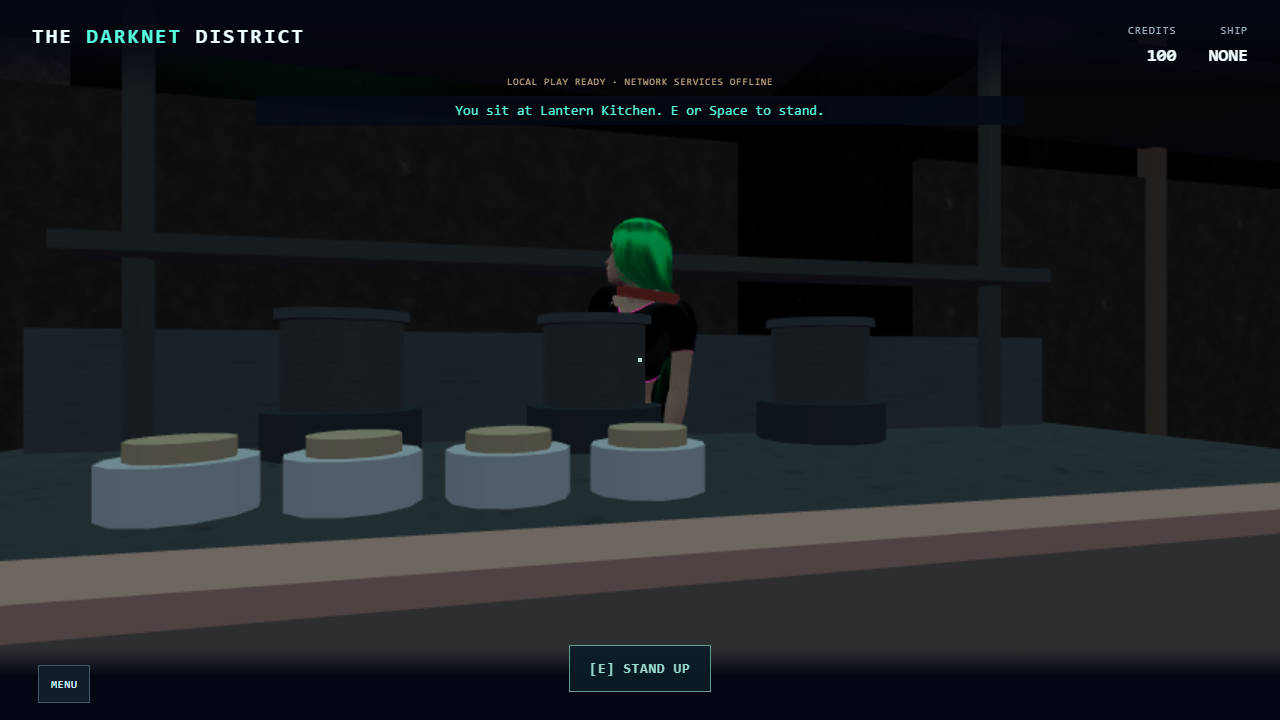 THE DARKNET DISTRICT
CREDITS
100
SHIP
NONE
LOCAL PLAY READY · NETWORK SERVICES OFFLINE
You sit at Lantern Kitchen. E or Space to stand.
[E] STAND UP
MENU